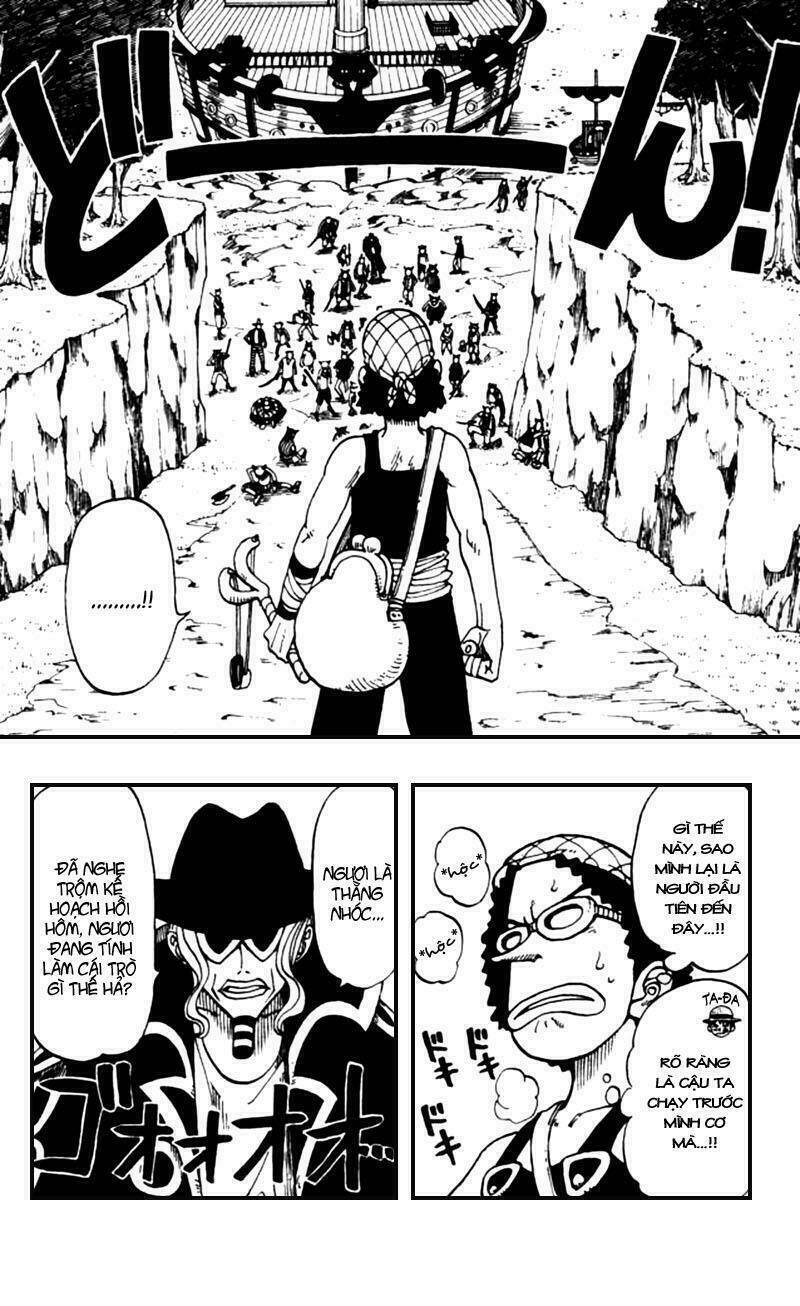 どーん!
............!!
GÌ THẾ
NÀY, SAO
MÌNH LẠI LÀ
NGƯỜI ĐẦU
TIÊN ĐẾN
ĐÂY...!!
*HỘC*
*HỘC*
TA-ĐA
RÕ RÀNG
LÀ CẬU TA
CHẠY TRƯỚC
MÌNH CƠ
MÀ...!!
ドキ
ドキ
ドキ
NGƯƠI LÀ
THẰNG
NHÓC...
ĐÃ NGHE
TRỘM KẾ
HOẠCH HỒI
HÔM, NGƯƠI
ĐANG TÍNH
LÀM CÁI TRÒ
GÌ THẾ HẢ?
ゴオォオオ